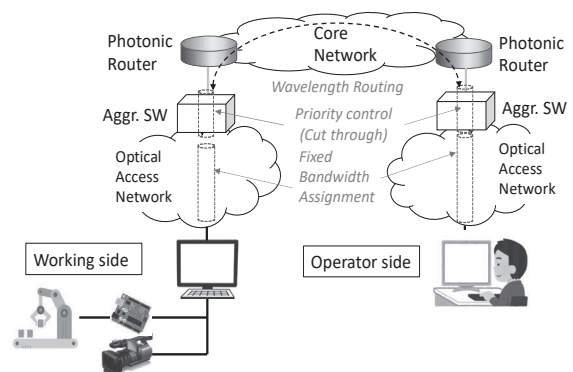 Photonic
Router
Core
Network
Photonic
Router
Wavelength Routing
Aggr. SW
Priority control
(Cut through)
Aggr. SW
Optical
Access
Network
Fixed
Bandwidth
Assignment
Optical
Access
Network
Working side
Operator side